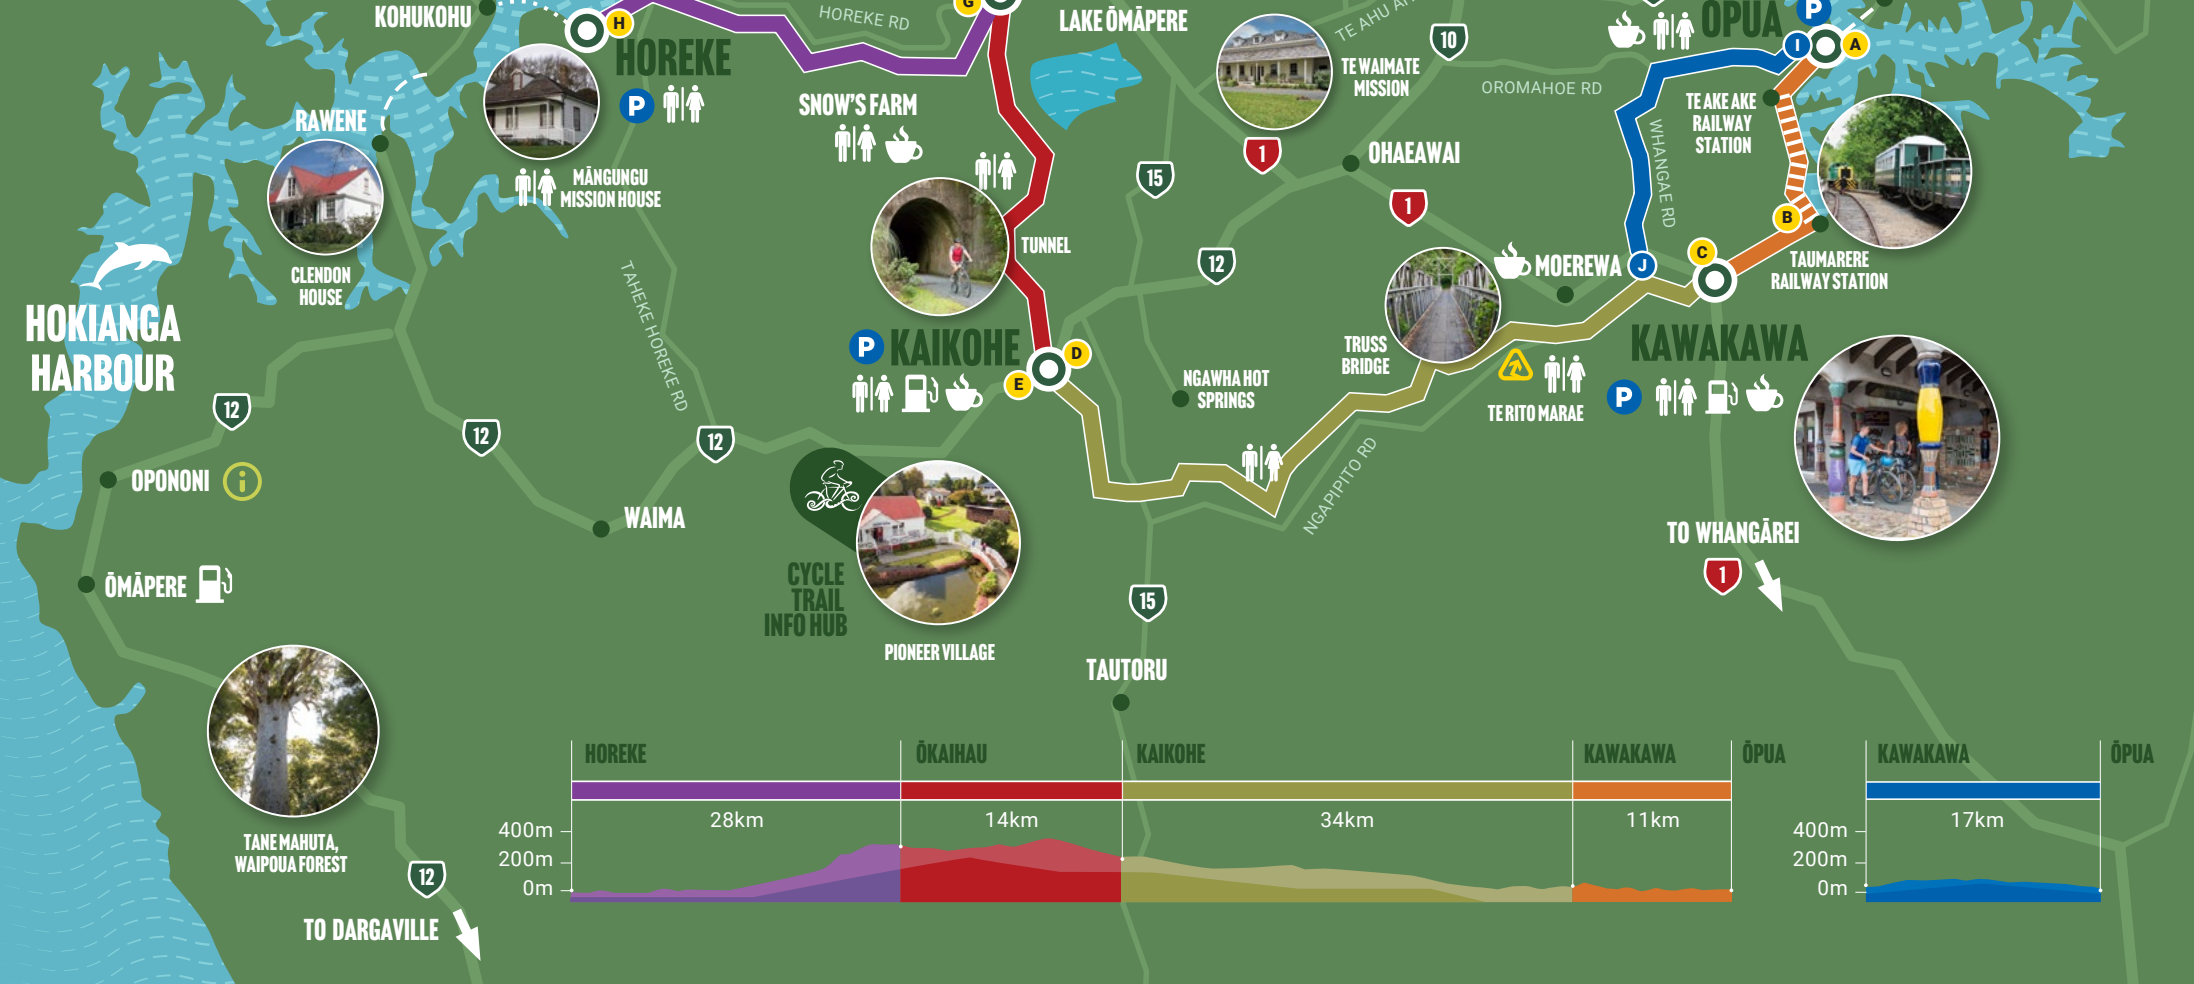 KOHUKOHU
H
HOREKE
P
HOREKE RD
G
LAKE ŌMĀPERE
TE WAIMATE
MISSION
10
OROMAHOE RD
P
ŌPUA
I
A
TE AKE AKE
RAILWAY
STATION
WHANGAE RD
B
TAUMARERE
RAILWAY STATION
RAWENE
CLENDON
HOUSE
MĀNGUNGU
MISSION HOUSE
SNOW'S FARM
TUNNEL
15
1
OHAEAWAI
1
12
MOEREWA
J
C
KAWAKAWA
P
HOKIANGA
HARBOUR
TAHEKE HOREKE RD
P
KAIKOHE
D
E
NGAWHA HOT
SPRINGS
TRUSS
BRIDGE
TE RITO MARAE
NGAPIPITO RD
12
12
12
OPONONI
i
WAIMA
ŌMĀPERE
CYCLE
TRAIL
INFO HUB
PIONEER VILLAGE
15
TAUTORU
TO WHANGĀREI
1
TANE MAHUTA,
WAIPOUA FOREST
12
TO DARGAVILLE
HOREKE
ŌKAIHAU
KAIKOHE
KAWAKAWA
ŌPUA
28km
14km
34km
11km
400m
200m
0m
KAWAKAWA
ŌPUA
17km
400m
200m
0m